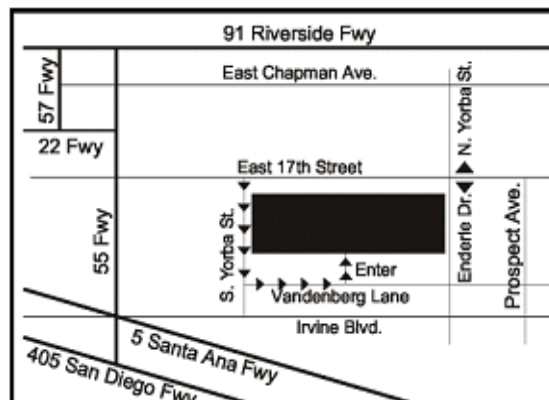 91 Riverside Fwy
East Chapman Ave.
57 Fwy
N. Yorba St.
22 Fwy
East 17th Street
S. Yorba St.
Enderle Dr.
Prospect Ave.
55 Fwy
Enter
Vandenberg Lane
Irvine Blvd.
5 Santa Ana Fwy
405 San Diego Fwy